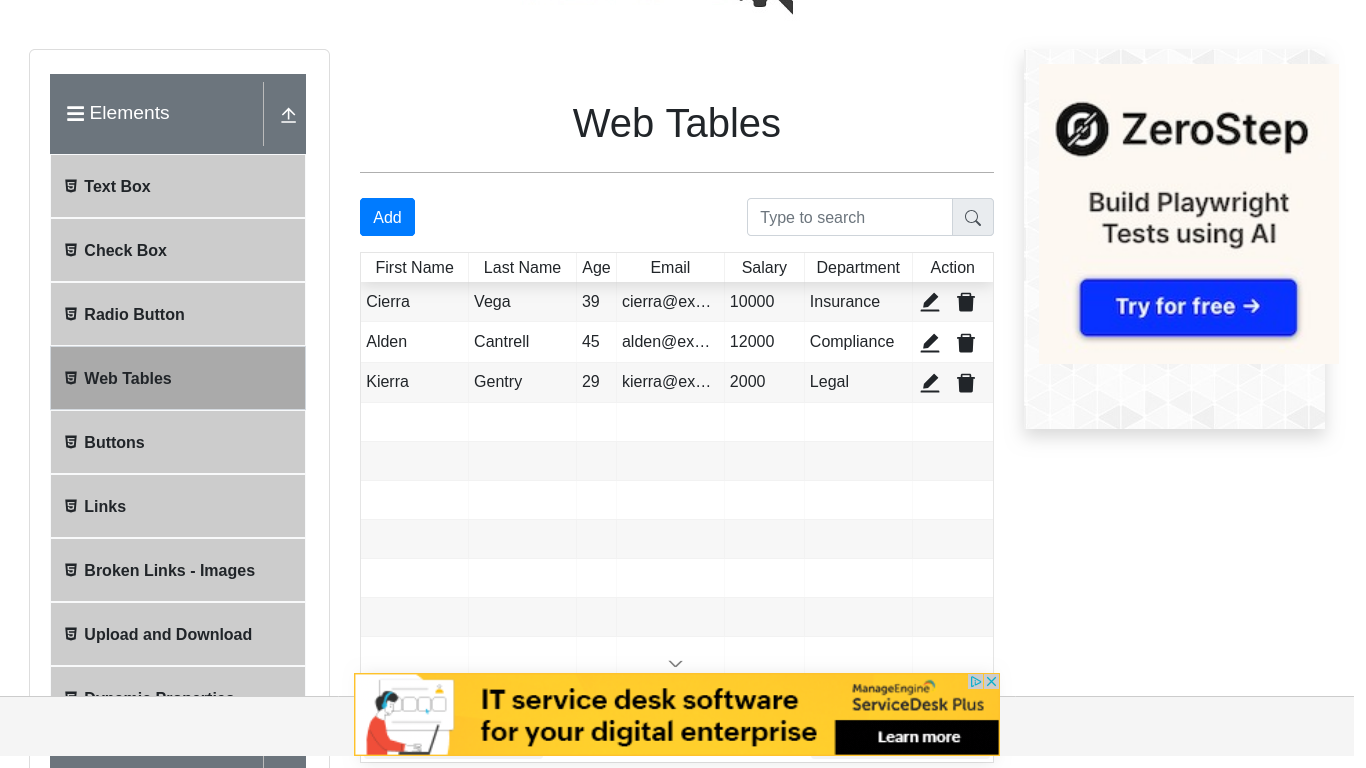 Elements
Text Box
Check Box
Radio Button
Web Tables
Buttons
Links
Broken Links - Images
Upload and Download
Web Tables
Add
Type to search
First Name Last Name Age Email Salary Department Action
Cierra Vega 39 cierra@ex… 10000 Insurance
Alden Cantrell 45 alden@ex… 12000 Compliance
Kierra Gentry 29 kierra@ex… 2000 Legal
ZeroStep
Build Playwright
Tests using AI
Try for free →
IT service desk software
for your digital enterprise
ManageEngine
ServiceDesk Plus
Learn more